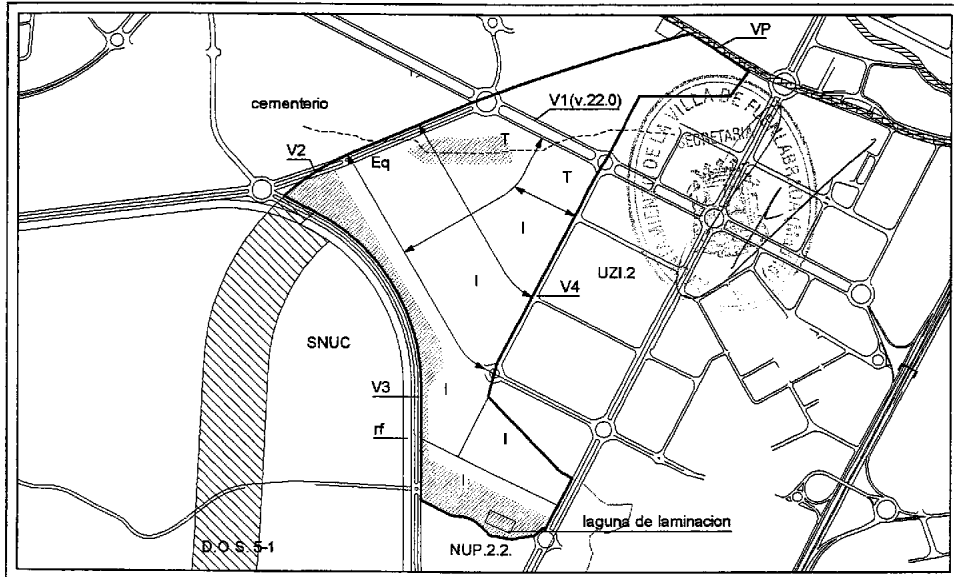 VP
cementerio
V1(v.22.0)
V2
Eq
T
T
SECRETARIA
I
I
UZI.2
V4
SNUC
V3
I
rf
I
I
laguna de laminacion
D.O.S. 5-1
NUP.2.2.